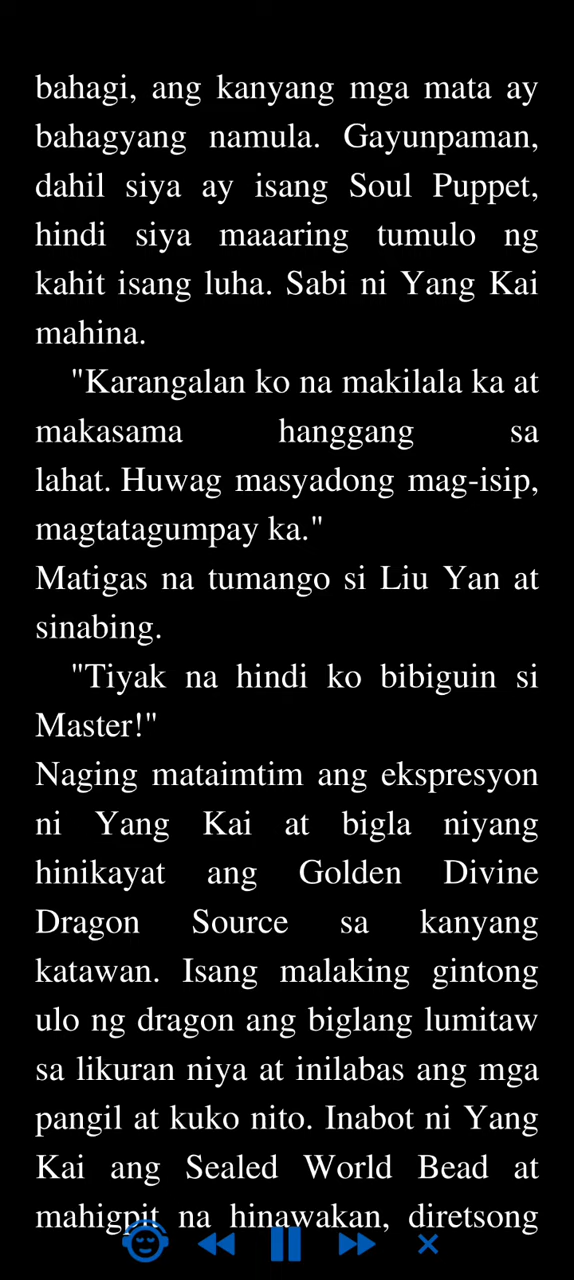 bahagi, ang kanyang mga mata ay
bahagyang namula. Gayunpaman,
dahil siya ay isang Soul Puppet,
hindi siya maaaring tumulo ng
kahit isang luha. Sabi ni Yang Kai
mahina.
"Karangalan ko na makilala ka at
makasama hanggang sa
lahat. Huwag masyadong mag-isip,
magtatagumpay ka."
Matigas na tumango si Liu Yan at
sinabing.
"Tiyak na hindi ko bibiguin si
Master!"
Naging mataimtim ang ekspresyon
ni Yang Kai at bigla niyang
hinikayat ang Golden Divine
Dragon Source sa kanyang
katawan. Isang malaking gintong
ulo ng dragon ang biglang lumitaw
sa likuran niya at inilabas ang mga
pangil at kuko nito. Inabot ni Yang
Kai ang Sealed World Bead at
mahigpit na hinawakan, diretsong